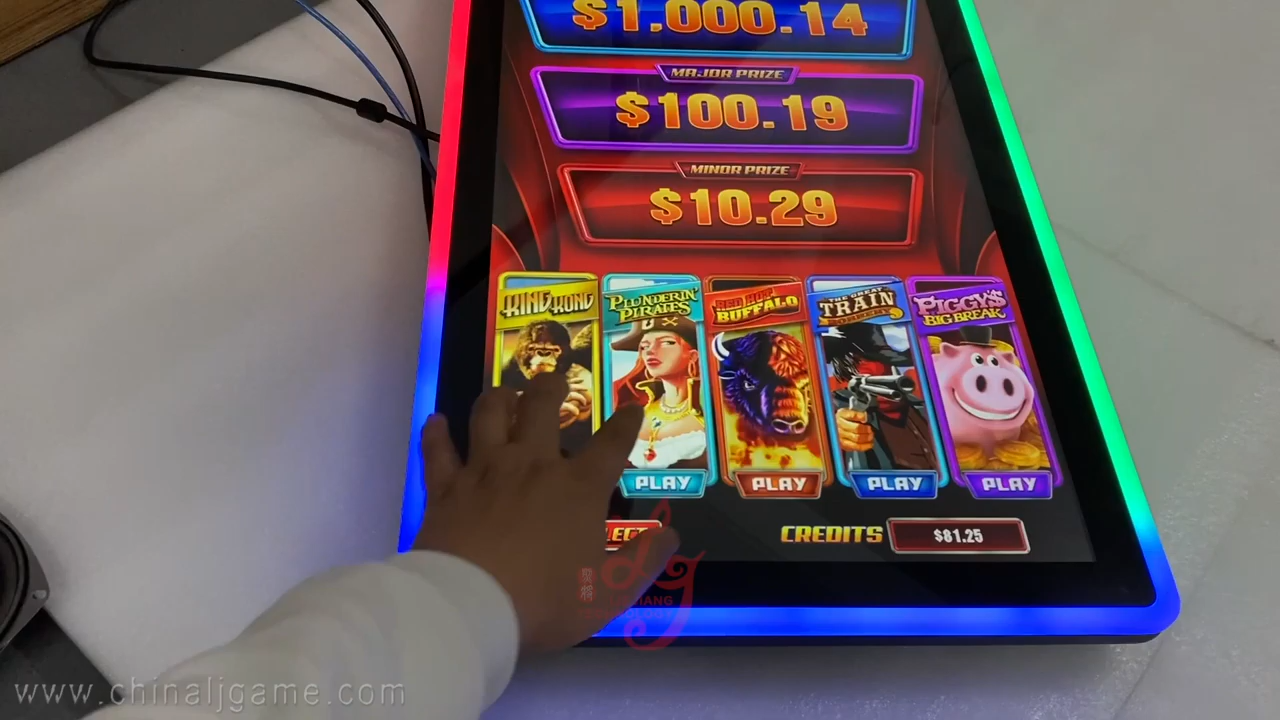 $1,000.14
MAJOR PRIZE
$100.19
MINOR PRIZE
$10.29
KING KONG
PLUNDERIN' PIRATES
RED HOT BUFFALO
THE GREAT TRAIN ROBBERY
PIGGY$ BIG BREAK
PLAY
PLAY
PLAY
PLAY
CREDITS
$81.25
www.chinaljgame.com